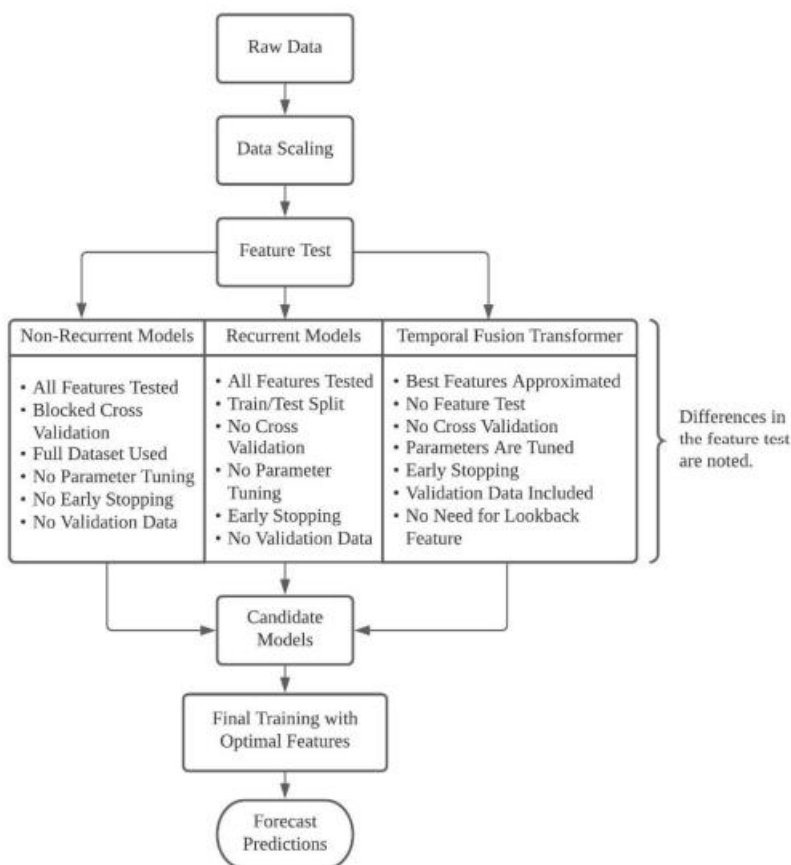 Raw Data
Data Scaling
Feature Test
Non-Recurrent Models
• All Features Tested
• Blocked Cross
Validation
• Full Dataset Used
• No Parameter Tuning
• No Early Stopping
• No Validation Data
Recurrent Models
• All Features Tested
• Train/Test Split
• No Cross
Validation
• No Parameter
Tuning
• Early Stopping
• No Validation Data
Temporal Fusion Transformer
• Best Features Approximated
• No Feature Test
• No Cross Validation
• Parameters Are Tuned
• Early Stopping
• Validation Data Included
• No Need for Lookback
Feature
Differences in
the feature test
are noted.
Candidate
Models
Final Training with
Optimal Features
Forecast
Predictions